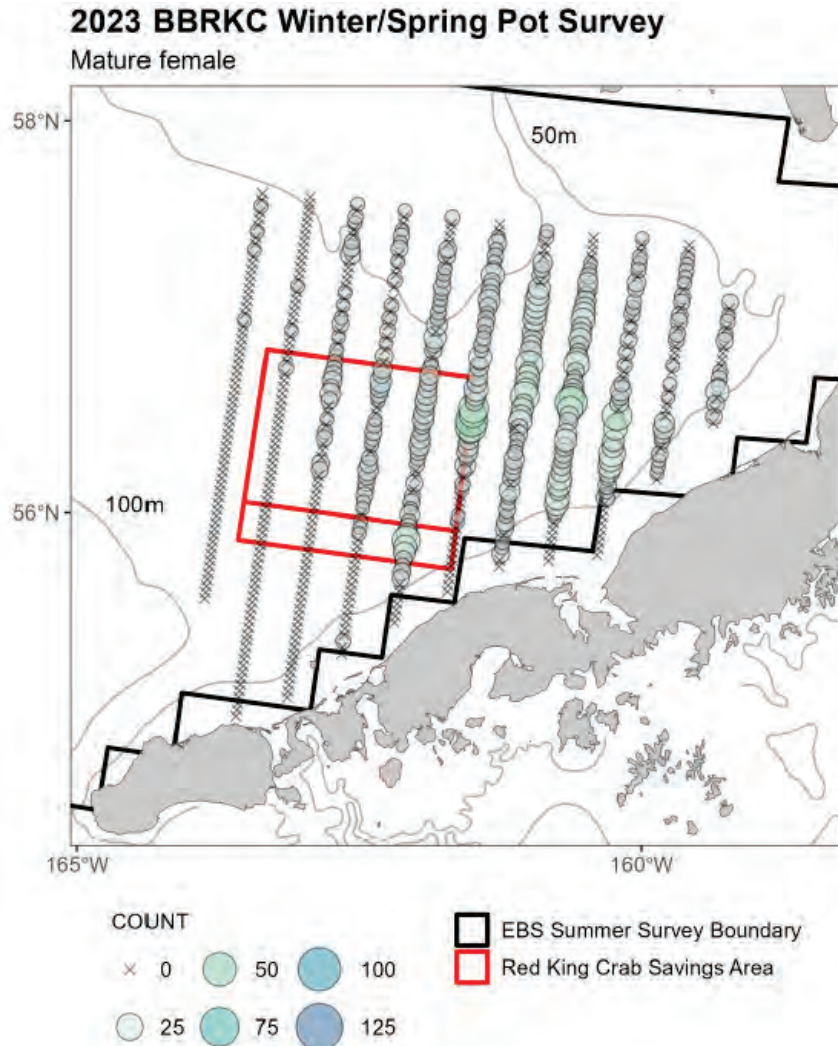 2023 BBRKC Winter/Spring Pot Survey
Mature female
58°N
50m
56°N
100m
165°W
160°W
COUNT
0
50
100
25
75
125
EBS Summer Survey Boundary
Red King Crab Savings Area